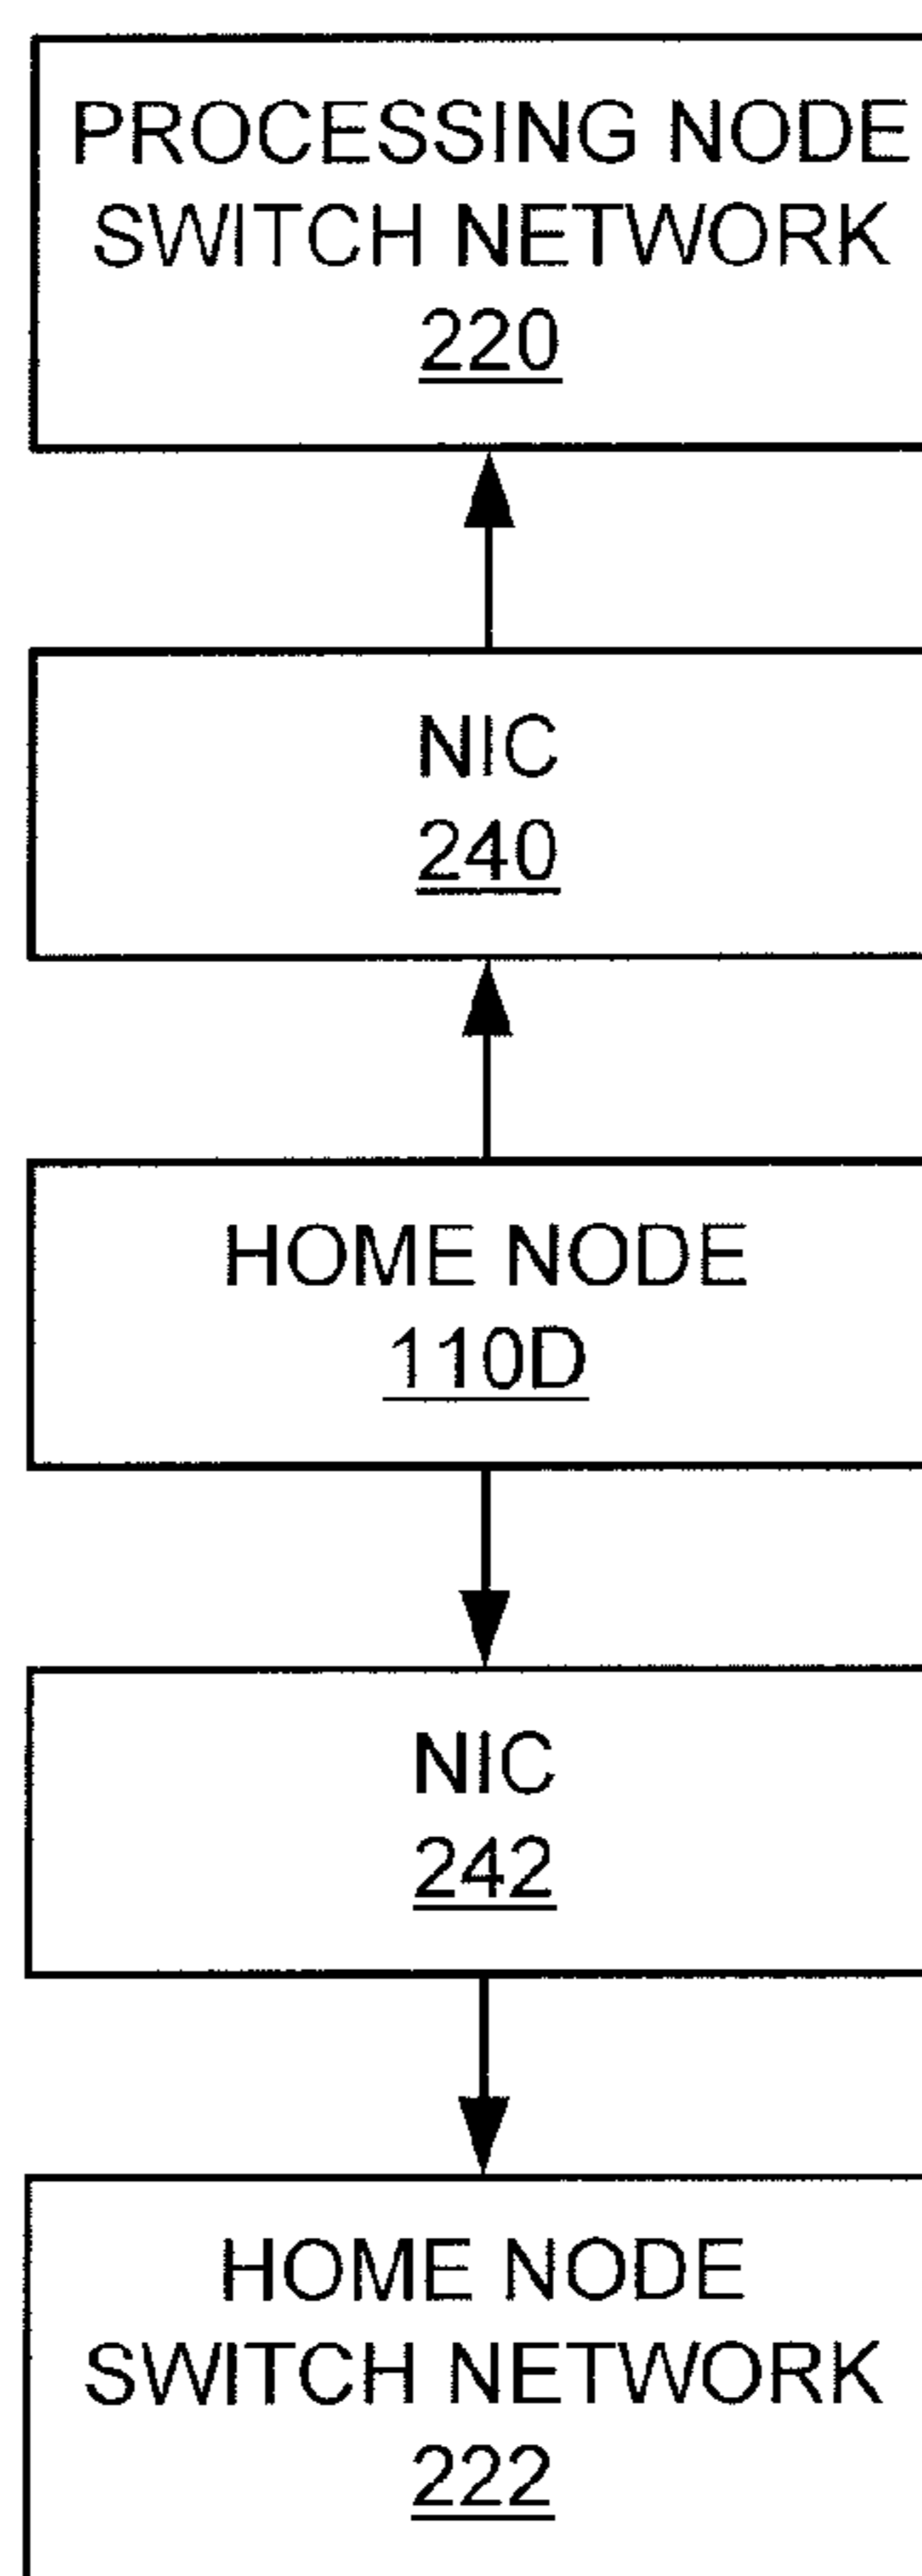 PROCESSING NODE
SWITCH NETWORK
220
NIC
240
HOME NODE
110D
NIC
242
HOME NODE
SWITCH NETWORK
222